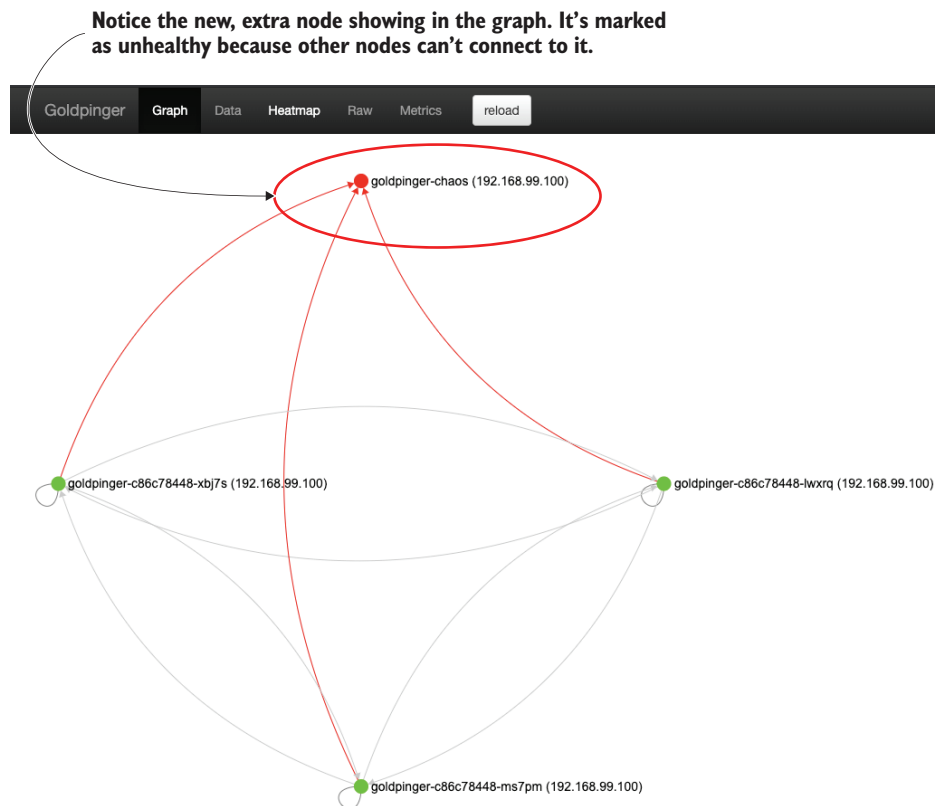 Notice the new, extra node showing in the graph. It’s marked
as unhealthy because other nodes can’t connect to it.
Goldpinger Graph Data Heatmap Raw Metrics reload
goldpinger-chaos (192.168.99.100)
goldpinger-c86c78448-xbj7s (192.168.99.100)
goldpinger-c86c78448-lwxrq (192.168.99.100)
goldpinger-c86c78448-ms7pm (192.168.99.100)